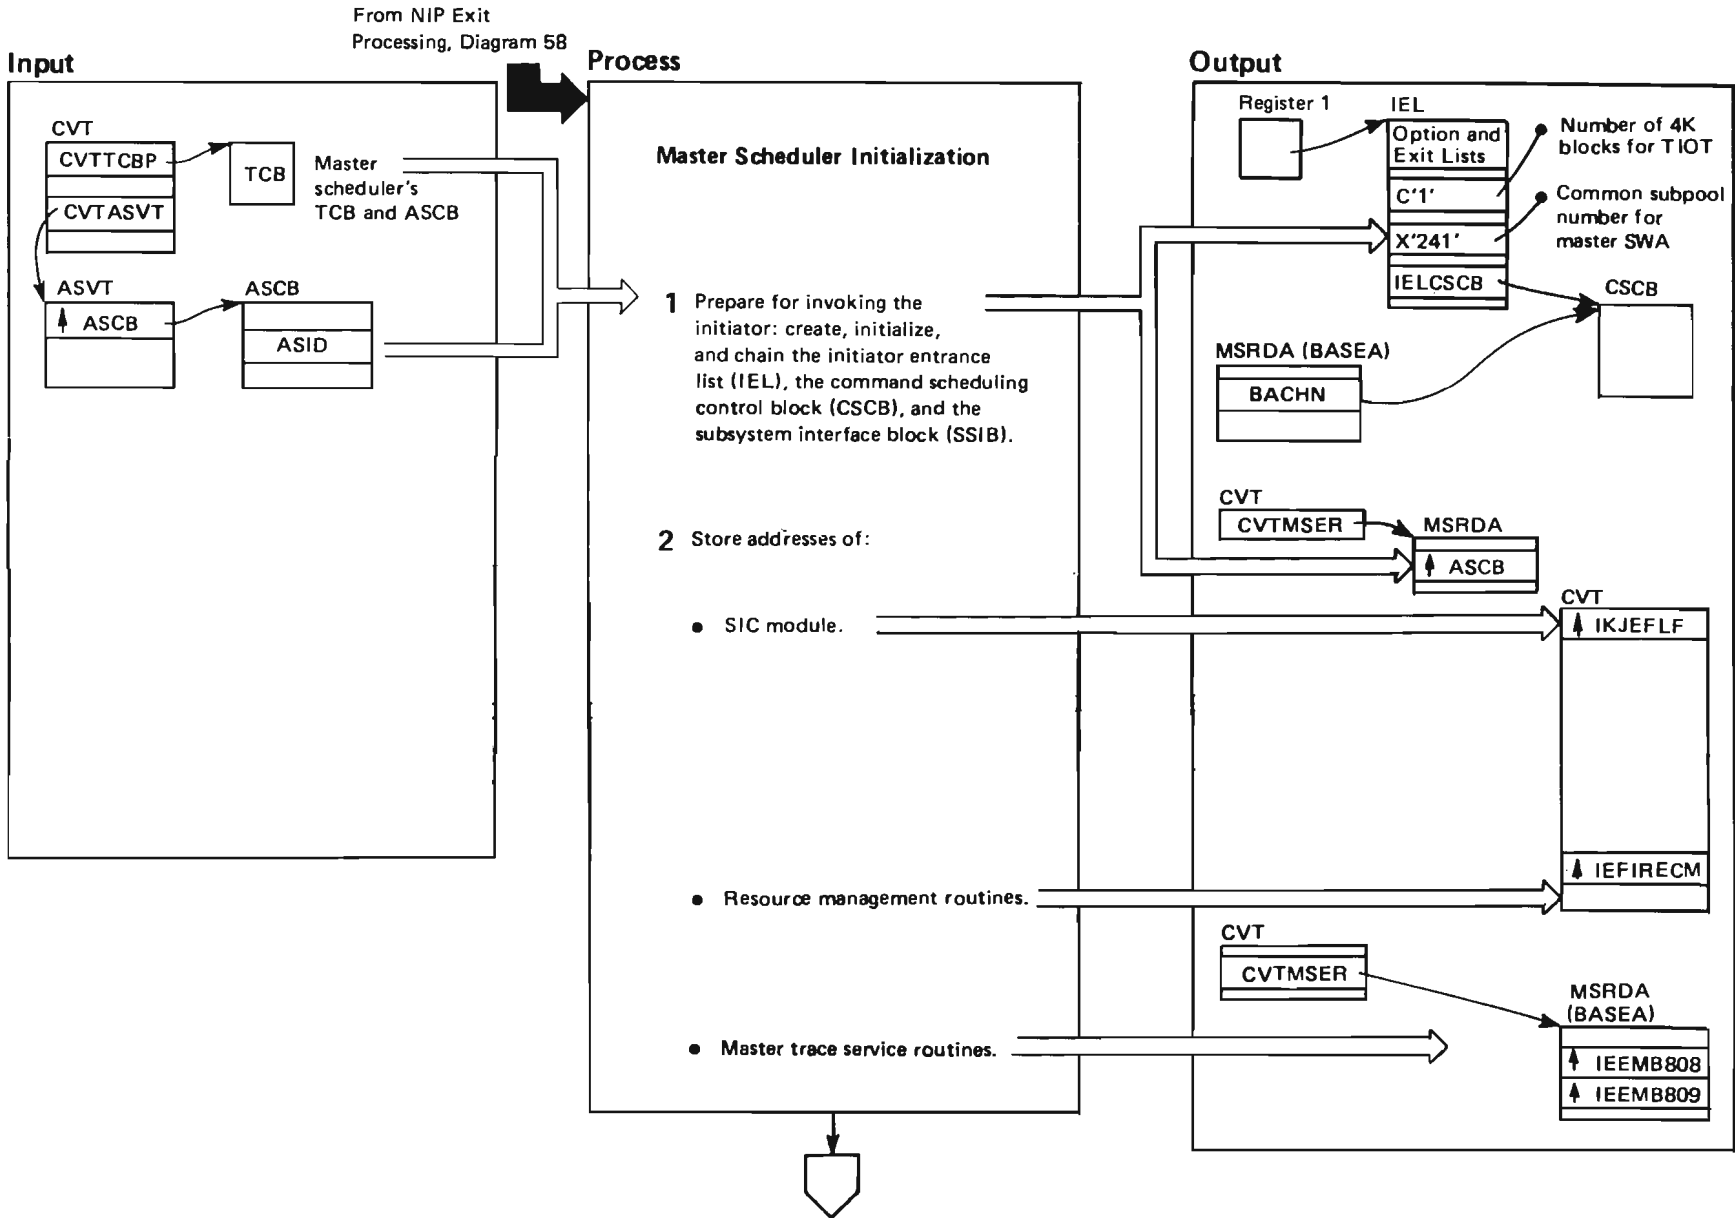 From NIP Exit
Processing, Diagram 58
Input
Process
Output
CVT
CVTTCBP
CVTASVT
TCB
Master
scheduler's
TCB and ASCB
ASVT
ASCB
ASCB
ASID
Master Scheduler Initialization
1 Prepare for invoking the
initiator: create, initialize,
and chain the initiator entrance
list (IEL), the command scheduling
control block (CSCB), and the
subsystem interface block (SSIB).
2 Store addresses of:
• SIC module.
• Resource management routines.
• Master trace service routines.
Register 1
IEL
Option and
Exit Lists
C'1'
X'241'
IELCSCB
• Number of 4K
blocks for TIOT
• Common subpool
number for
master SWA
CSCB
MSRDA (BASEA)
BACHN
CVT
CVTMSER
MSRDA
ASCB
CVT
IKJEFLF
IEFIRECM
CVT
CVTMSER
MSRDA
(BASEA)
IEEMB808
IEEMB809